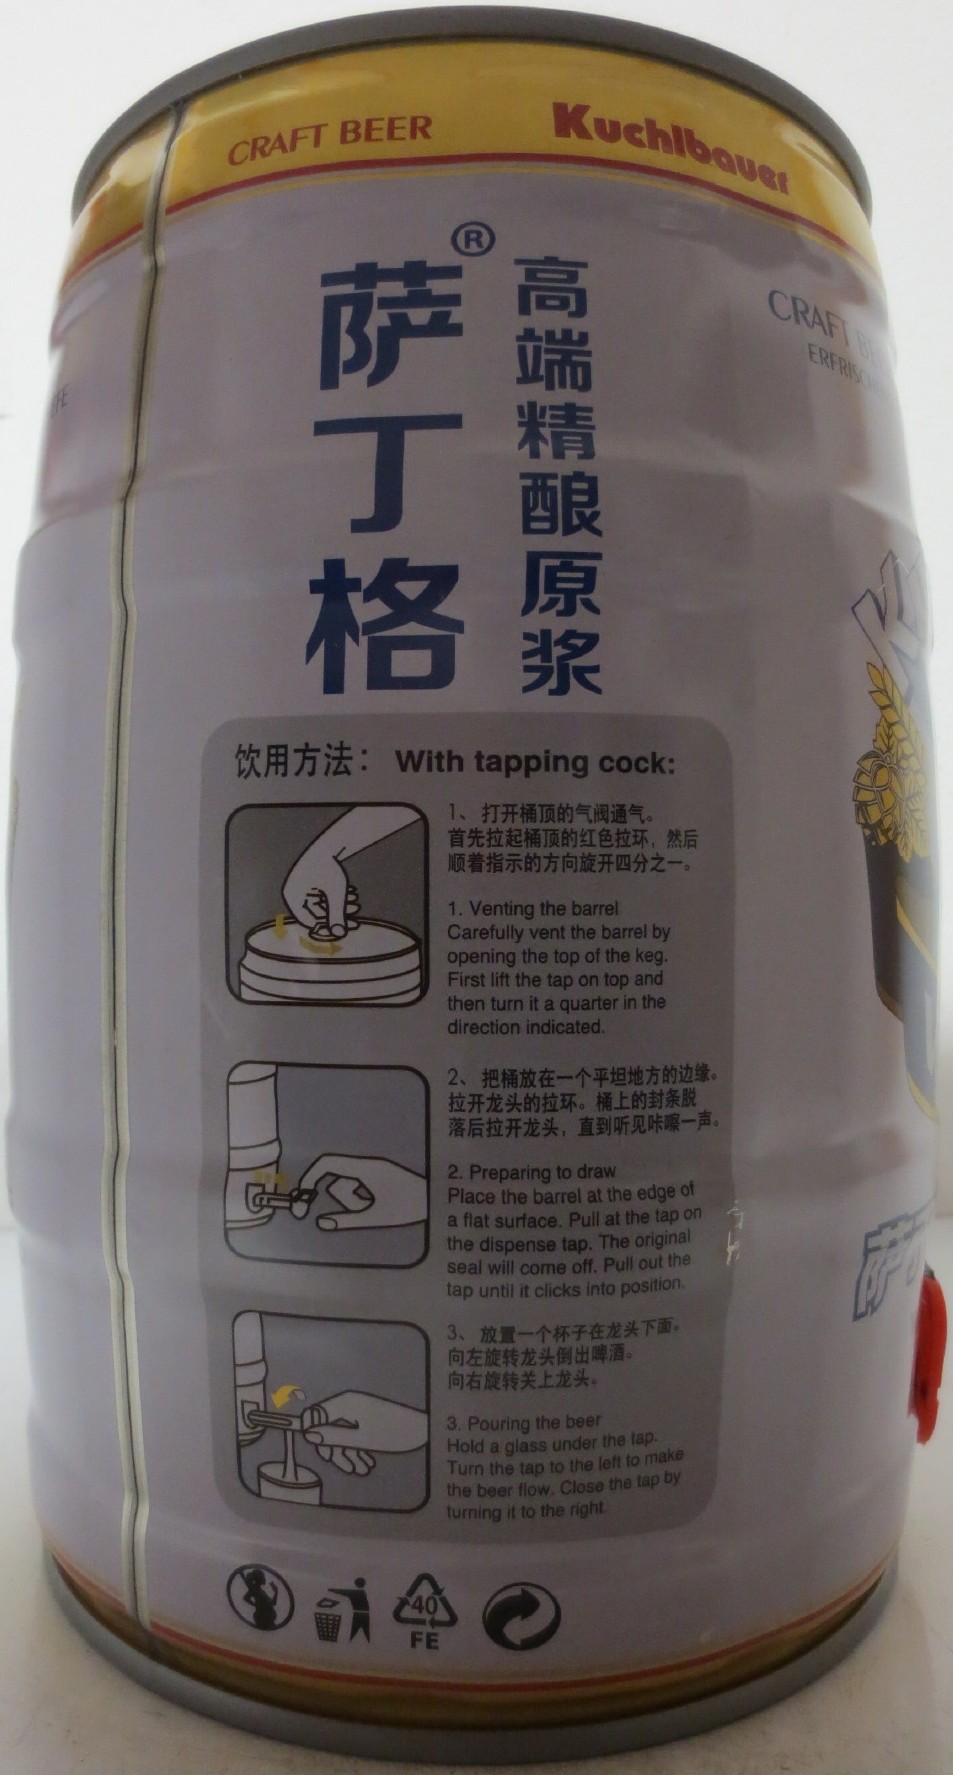 CRAFT BEER
Kuchlbauer
萨丁格®
高端精酿原浆
CRAFT
饮用方法： With tapping cock:
1、 打开桶顶的气阀通气。
首先拉起桶顶的红色拉环，然后
顺着指示的方向旋开四分之一。
1. Venting the barrel
Carefully vent the barrel by
opening the top of the keg.
First lift the tap on top and
then turn it a quarter in the
direction indicated.
2、 把桶放在一个平坦地方的边缘。
拉开龙头的拉环。桶上的封条脱
落后拉开龙头，直到听见咔嚓一声。
2. Preparing to draw
Place the barrel at the edge of
a flat surface. Pull at the tap on
the dispense tap. The original
seal will come off. Pull out the
tap until it clicks into position.
3、 放置一个杯子在龙头下面。
向左旋转龙头倒出啤酒。
向右旋转关上龙头。
3. Pouring the beer
Hold a glass under the tap.
Turn the tap to the left to make
the beer flow. Close the tap by
turning it to the right.
40
FE
萨